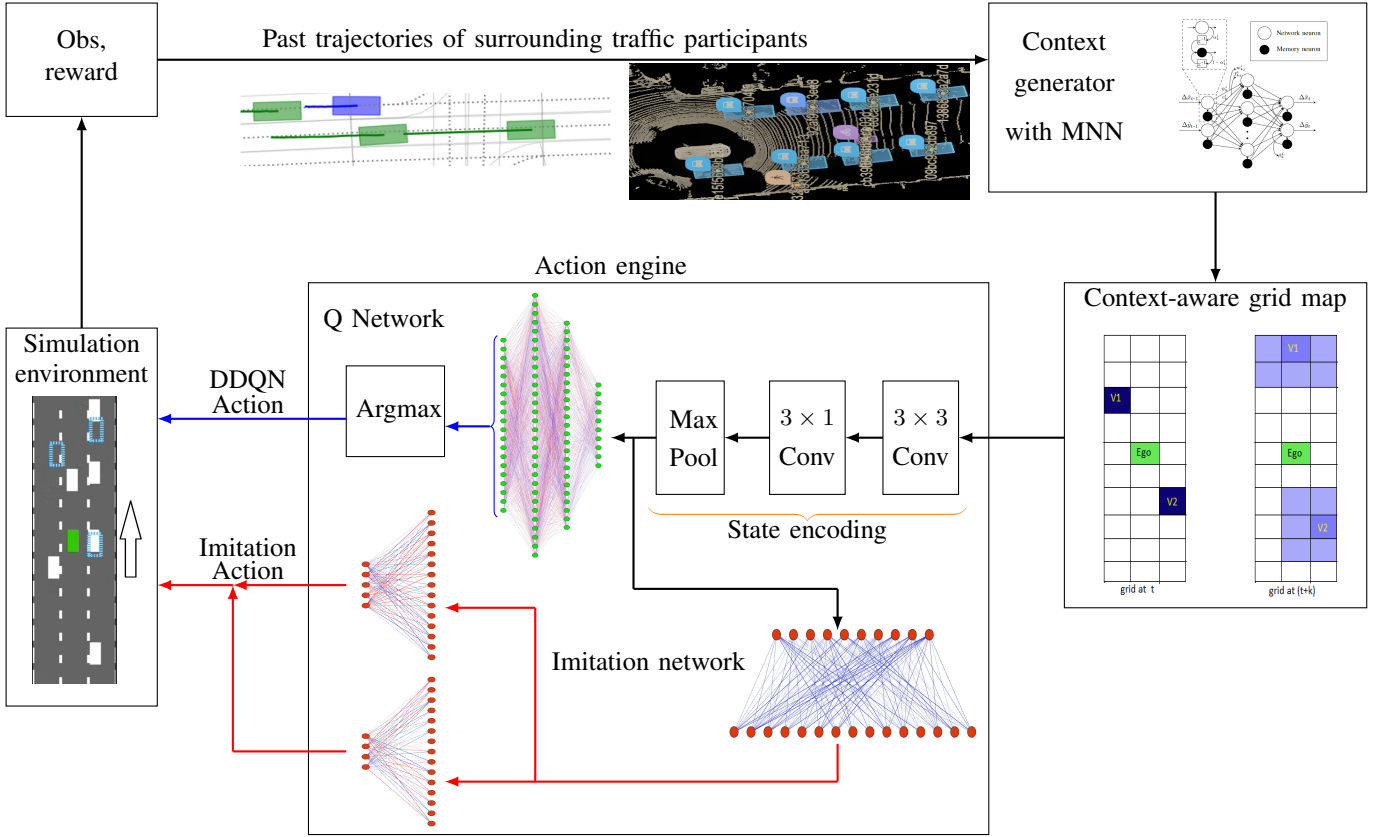 Obs,
reward
Past trajectories of surrounding traffic participants
Context
generator
with MNN
Network neuron
Memory neuron
Context-aware grid map
V1
Ego
V2
grid at t
V1
Ego
V2
grid at (t+k)
Action engine
Q Network
3 × 3
Conv
3 × 1
Conv
Max
Pool
State encoding
Argmax
DDQN
Action
Imitation
Action
Imitation network
Simulation
environment